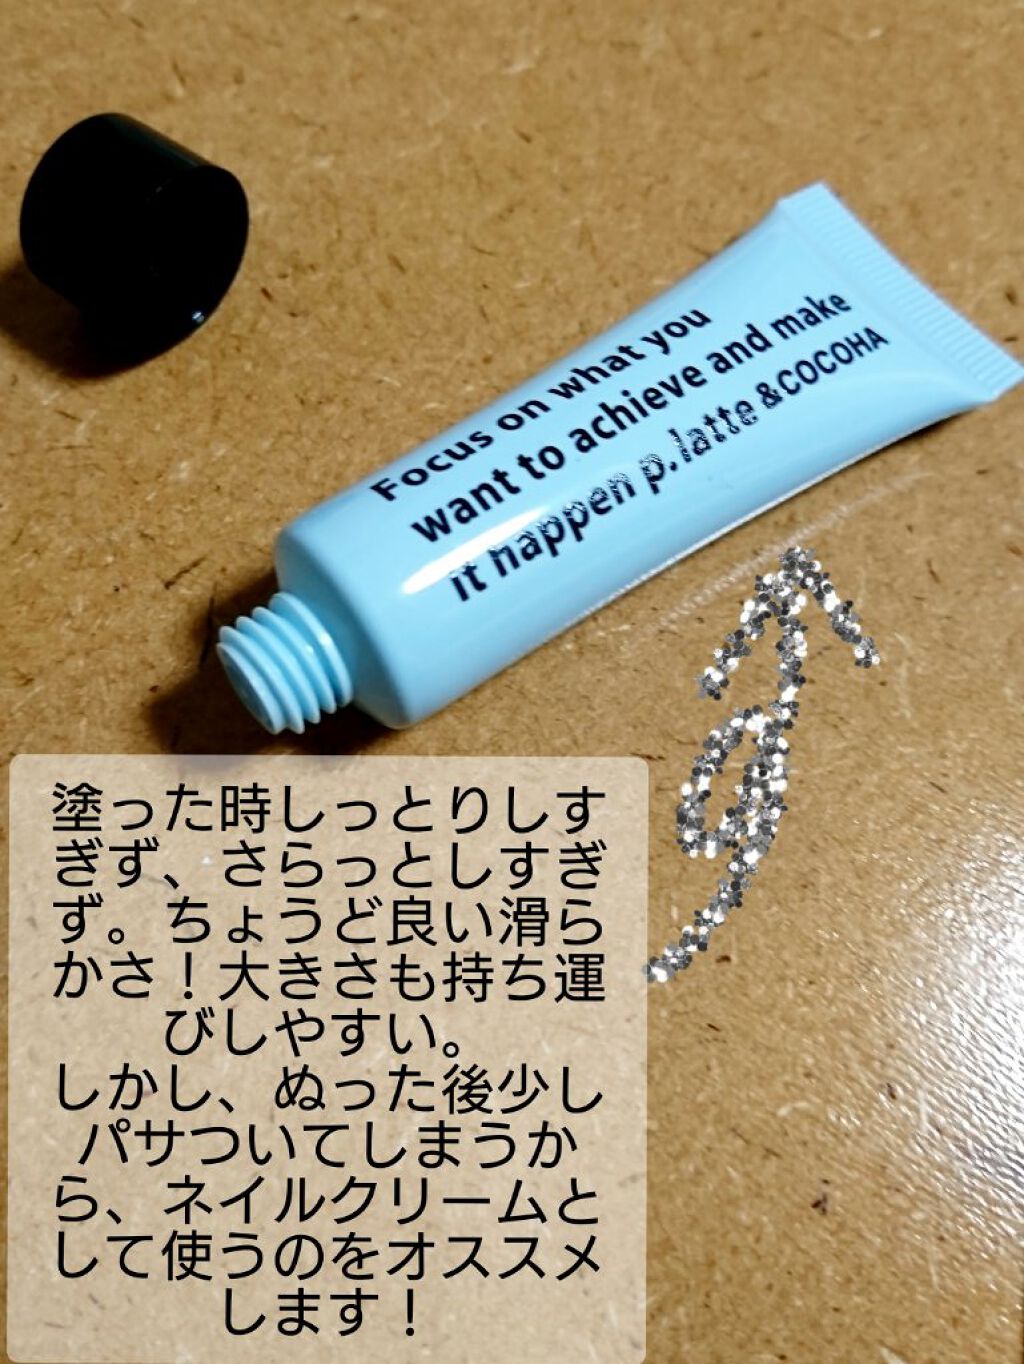 Focus on what you
want to achieve and make
it happen p.latte &COCOHA
塗った時しっとりしす
ぎず、さらっとしすぎ
ず。ちょうど良い滑ら
かさ！大きさも持ち運
びしやすい。
しかし、ぬった後少し
パサついてしまうか
ら、ネイルクリームと
して使うのをオススメ
します！